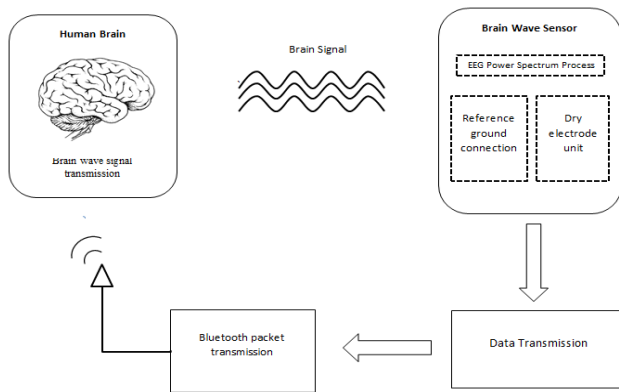 Human Brain
Brain wave signal
transmission
Brain Signal
Brain Wave Sensor
EEG Power Spectrum Process
Reference
ground
connection
Dry
electrode
unit
Data Transmission
Bluetooth packet
transmission